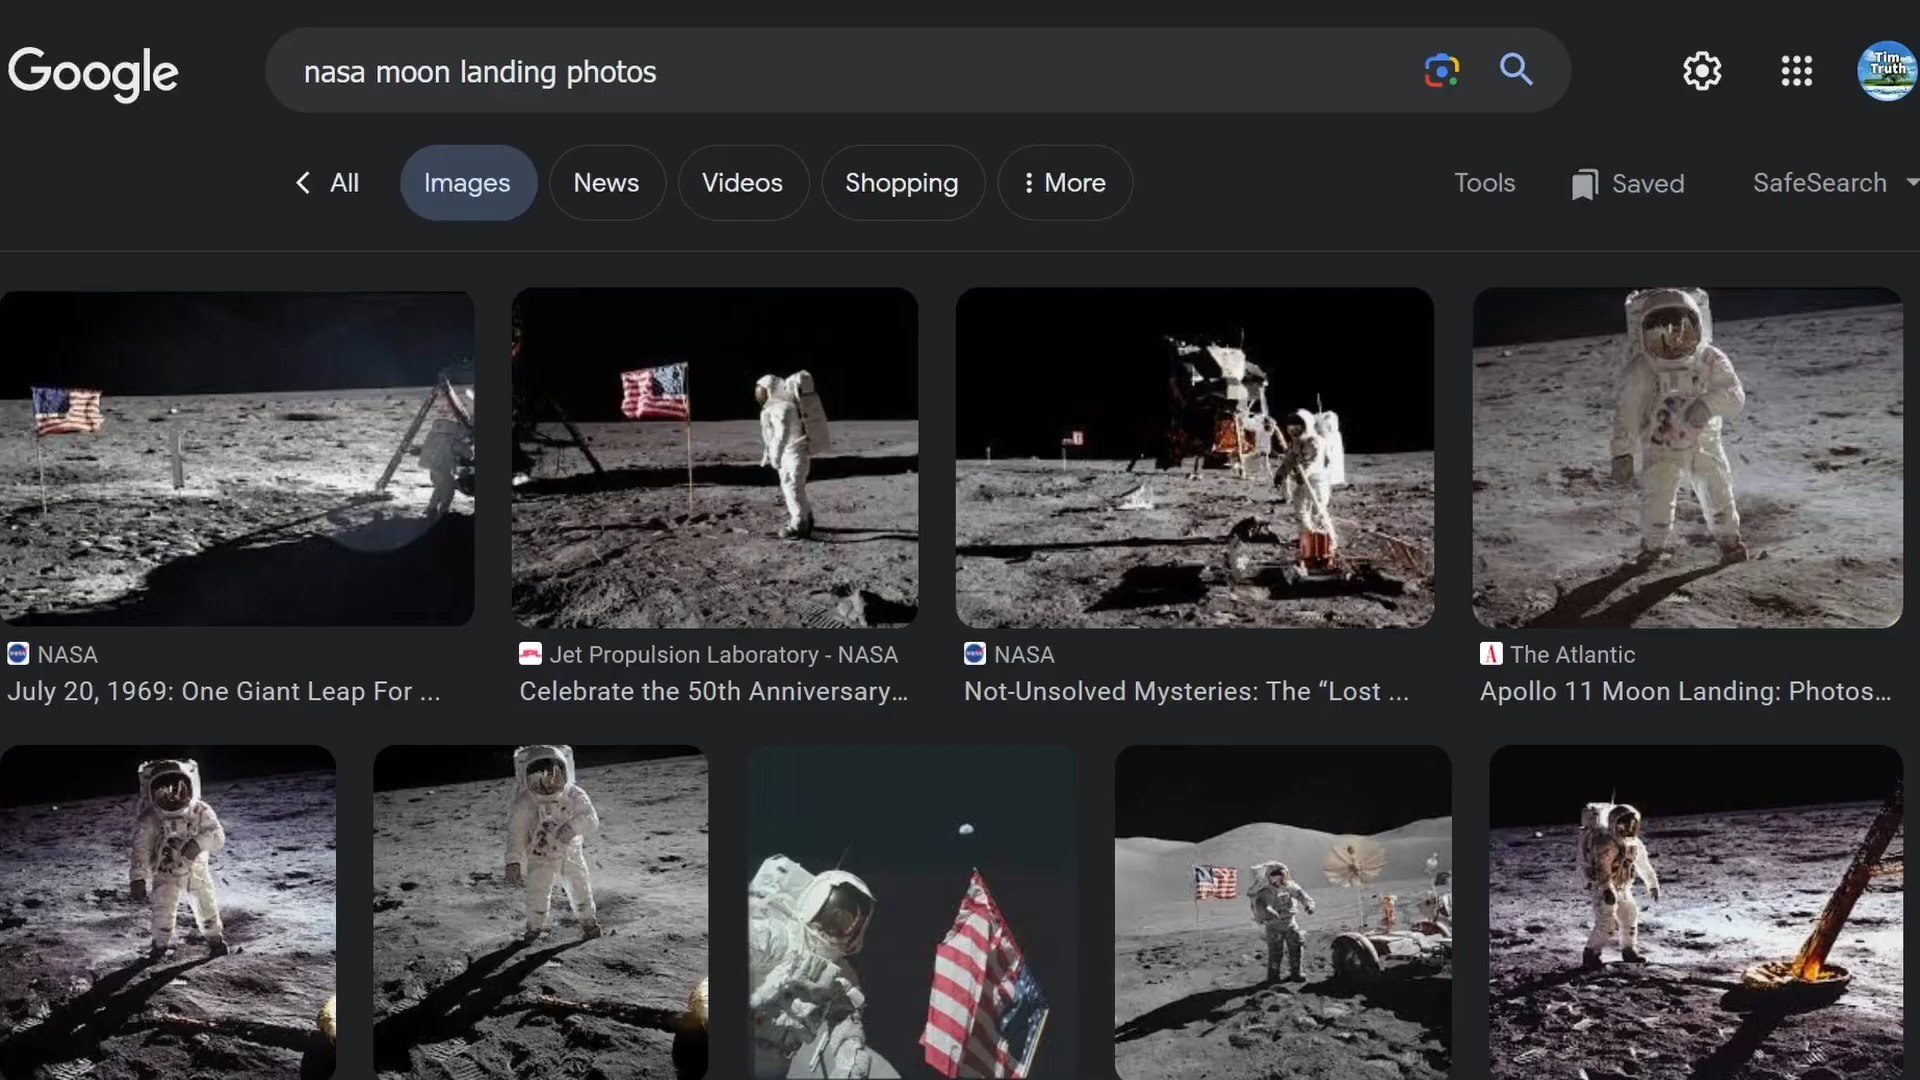 Google
nasa moon landing photos
Tim
Truth
All
Images
News
Videos
Shopping
More
Tools
Saved
SafeSearch
NASA
Jet Propulsion Laboratory - NASA
NASA
The Atlantic
July 20, 1969: One Giant Leap For ...
Celebrate the 50th Anniversary...
Not-Unsolved Mysteries: The “Lost ...
Apollo 11 Moon Landing: Photos...